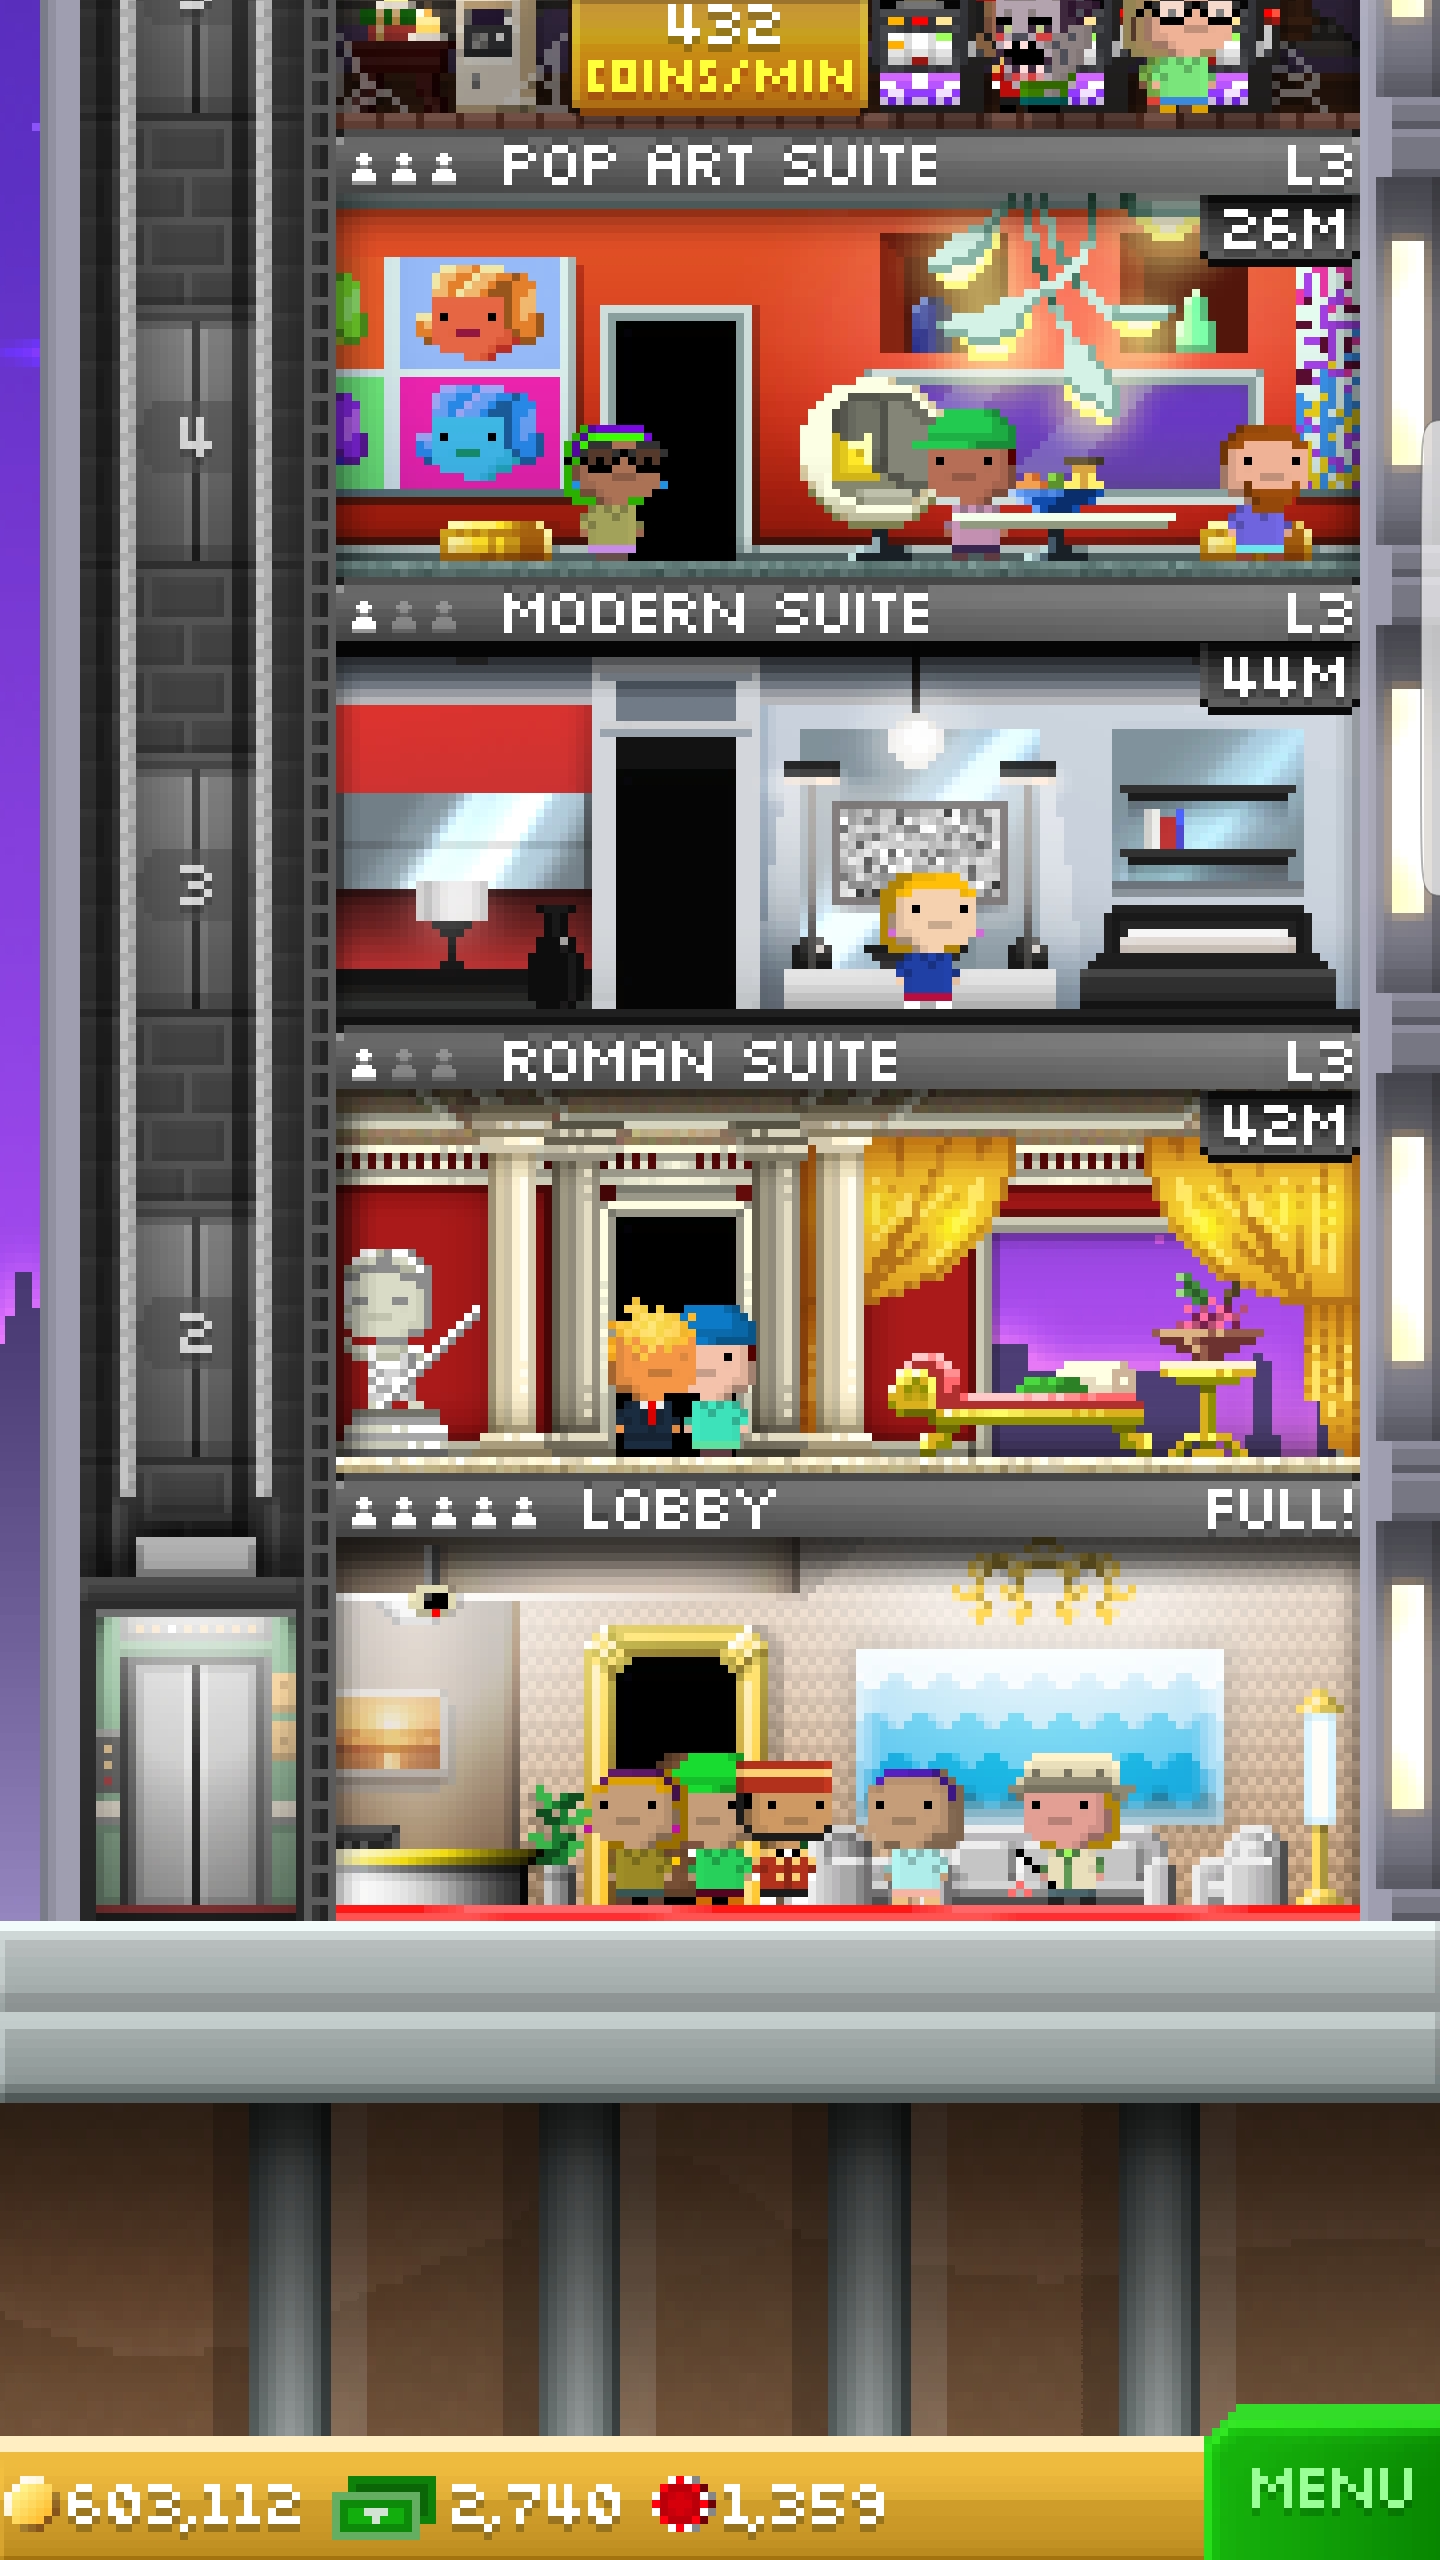 432
COINS/MIN
POP ART SUITE L3
26M
4
MODERN SUITE L3
44M
3
ROMAN SUITE L3
42M
2
LOBBY FULL!
603,112 2,740 1,359
MENU